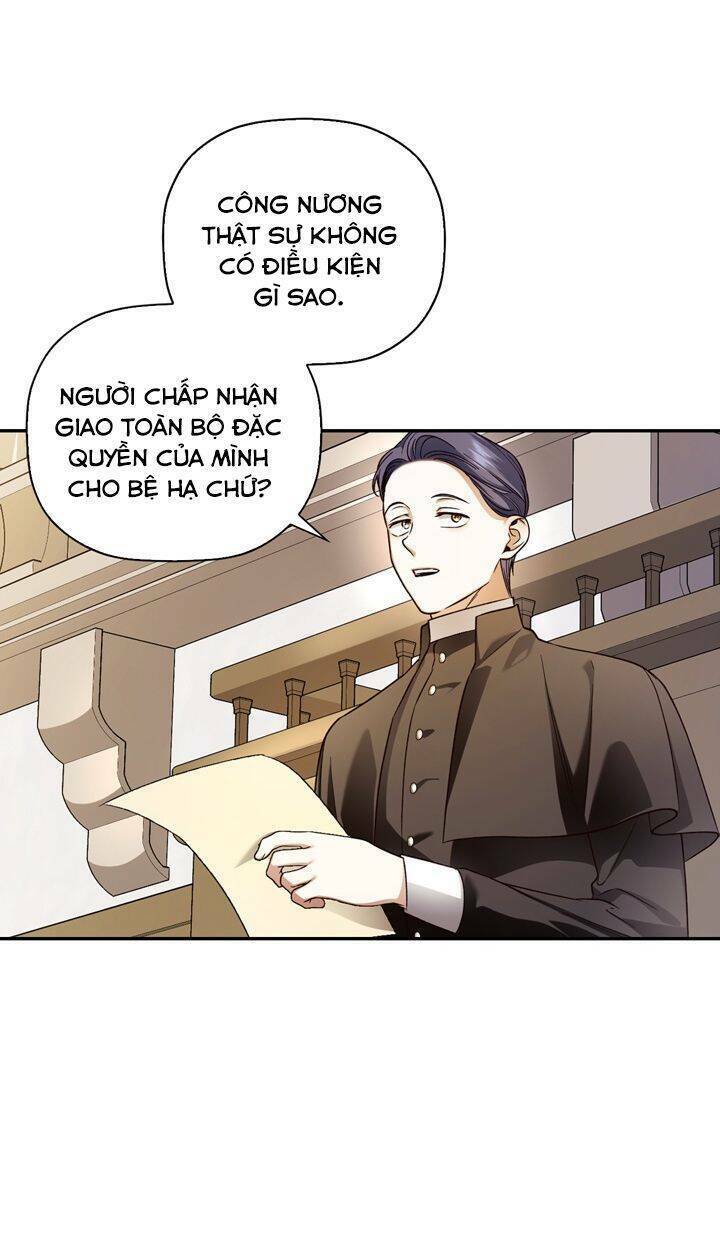 CÔNG NƯƠNG
THẬT SỰ KHÔNG
CÓ ĐIỀU KIỆN
GÌ SAO.
NGƯỜI CHẤP NHẬN
GIAO TOÀN BỘ ĐẶC
QUYỀN CỦA MÌNH
CHO BỆ HẠ CHỨ?